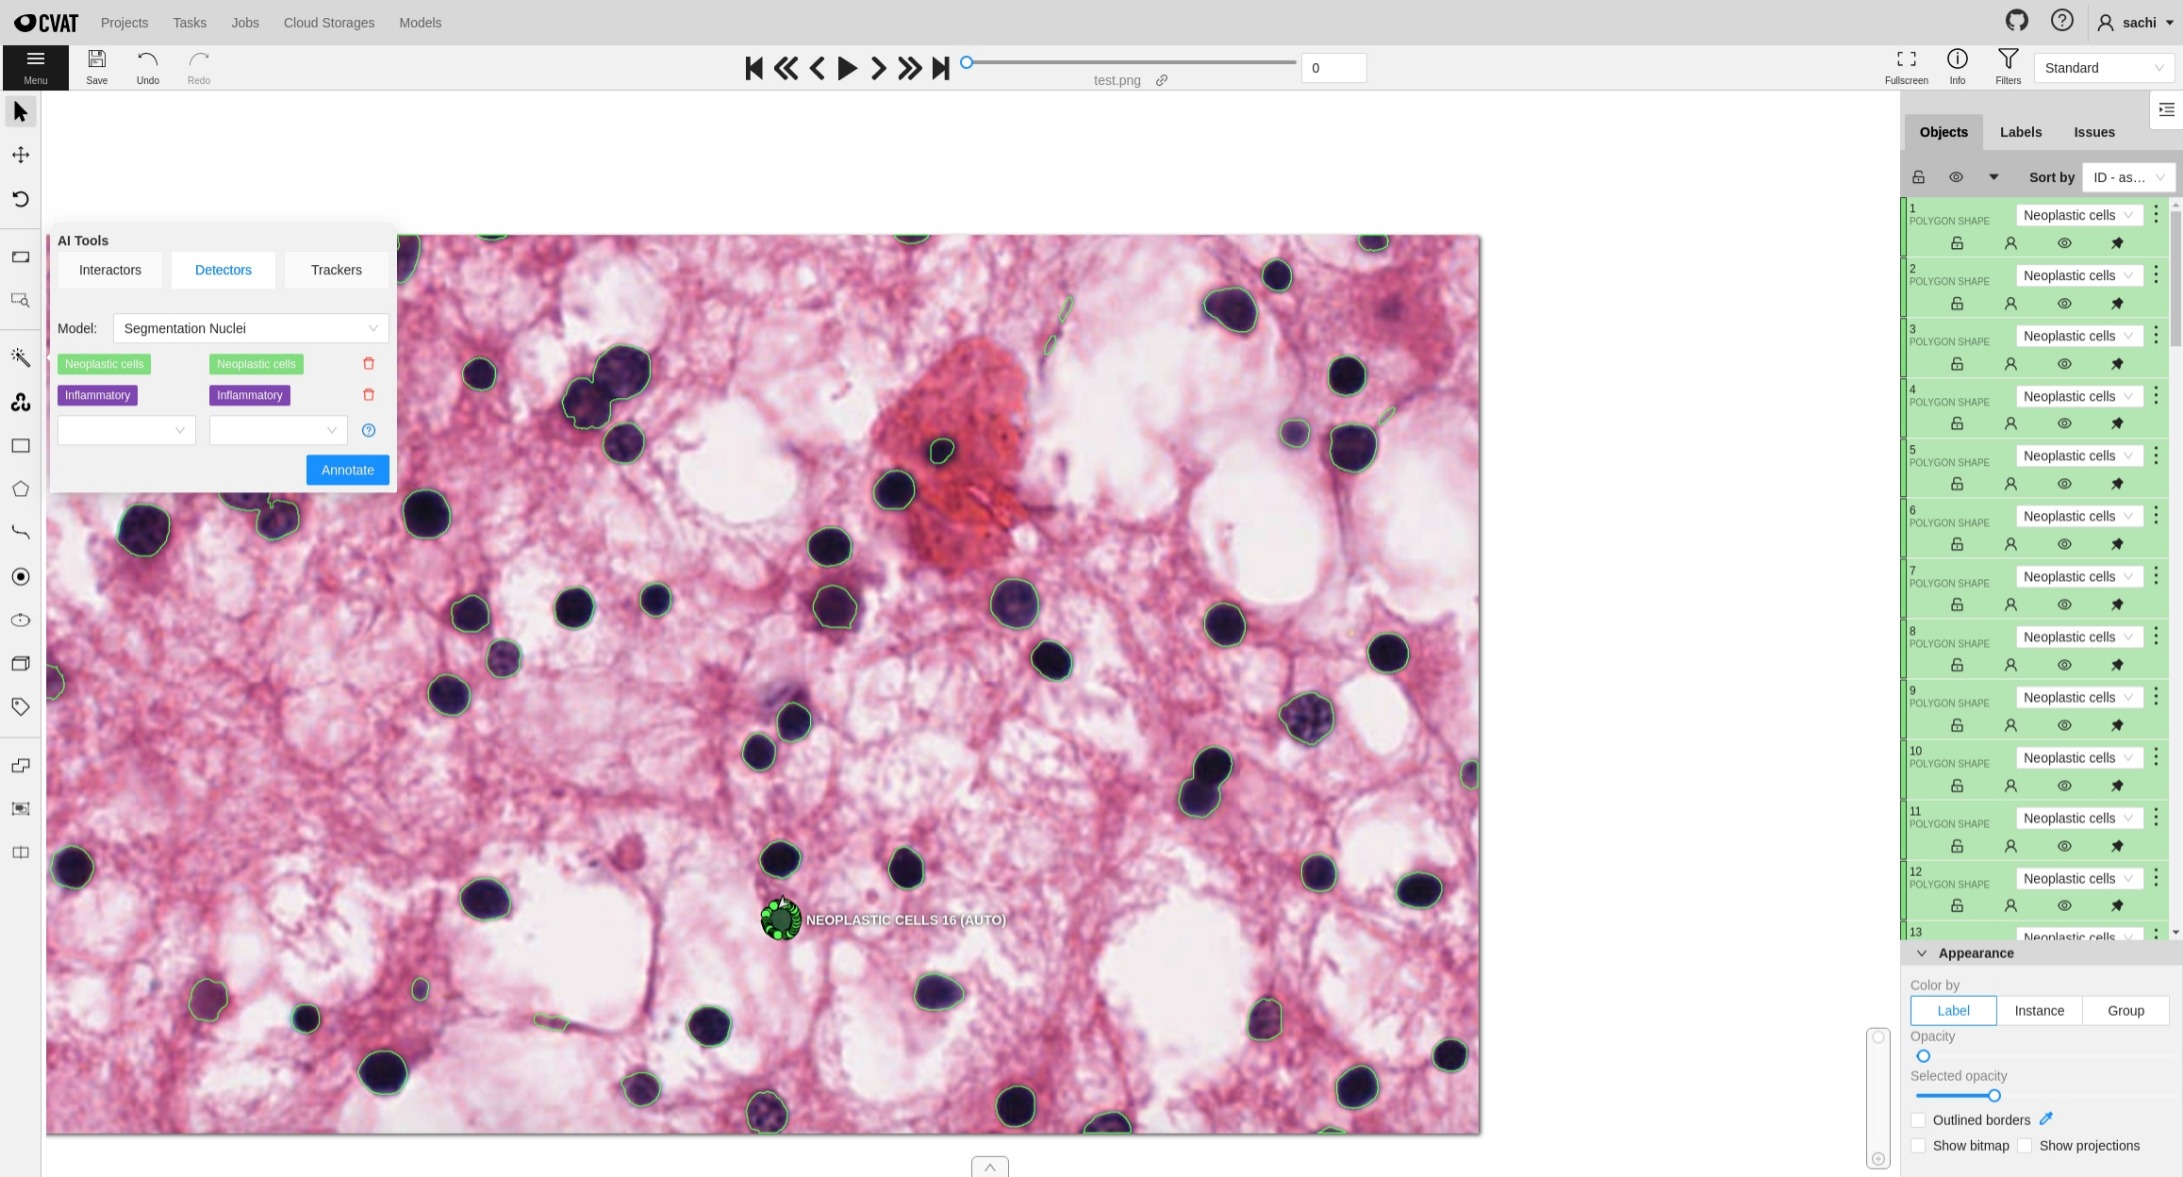 CVAT Projects Tasks Jobs Cloud Storages Models sachi
Menu Save Undo Redo 0 Fullscreen Info Filters Standard
test.png
Objects Labels Issues
Sort by ID - as...
AI Tools
Interactors Detectors Trackers
Model: Segmentation Nuclei
Neoplastic cells Neoplastic cells
Inflammatory Inflammatory
Annotate
NEOPLASTIC CELLS 16 (AUTO)
1 Neoplastic cells
POLYGON SHAPE
2 Neoplastic cells
POLYGON SHAPE
3 Neoplastic cells
POLYGON SHAPE
4 Neoplastic cells
POLYGON SHAPE
5 Neoplastic cells
POLYGON SHAPE
6 Neoplastic cells
POLYGON SHAPE
7 Neoplastic cells
POLYGON SHAPE
8 Neoplastic cells
POLYGON SHAPE
9 Neoplastic cells
POLYGON SHAPE
10 Neoplastic cells
POLYGON SHAPE
11 Neoplastic cells
POLYGON SHAPE
12 Neoplastic cells
POLYGON SHAPE
13 Neoplastic cells
Appearance
Color by
Label Instance Group
Opacity
Selected opacity
Outlined borders
Show bitmap Show projections